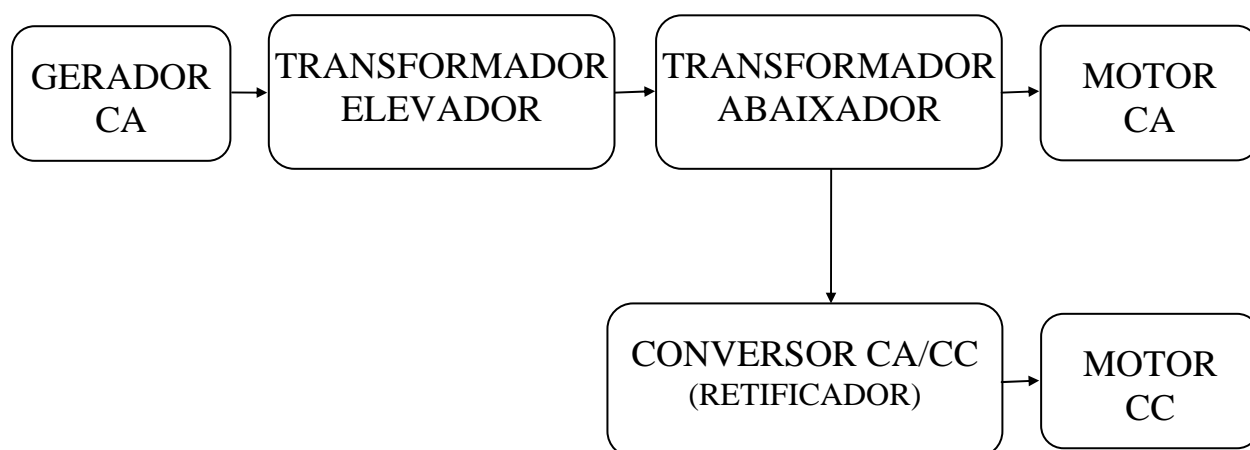 GERADOR
CA
TRANSFORMADOR
ELEVADOR
TRANSFORMADOR
ABAIXADOR
MOTOR
CA
CONVERSOR CA/CC
(RETIFICADOR)
MOTOR
CC